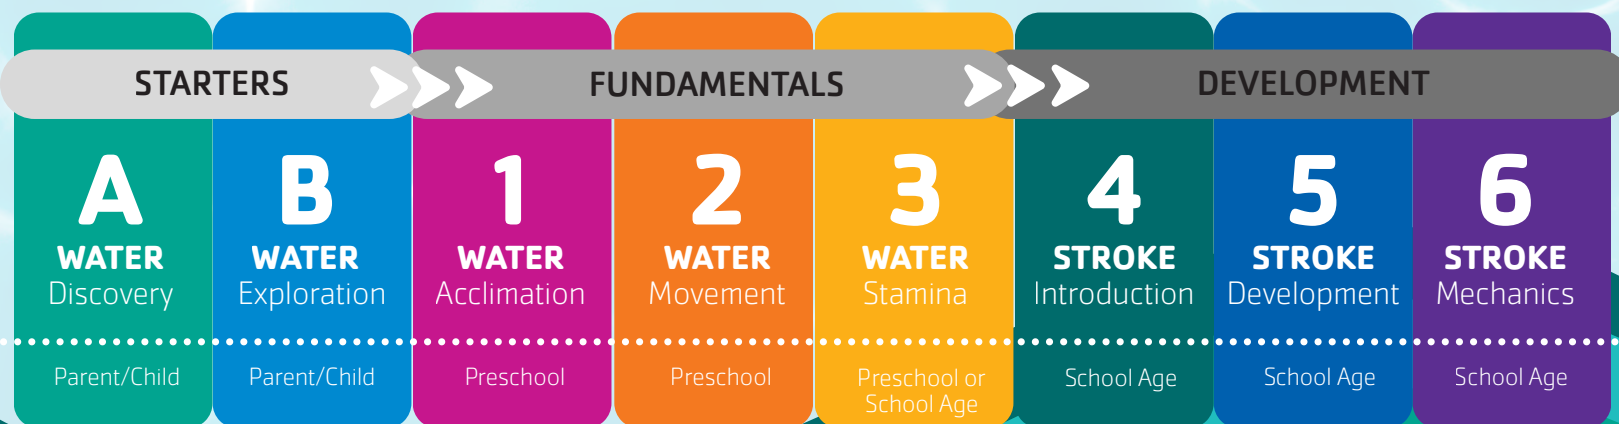 STARTERS
FUNDAMENTALS
DEVELOPMENT
A
WATER
Discovery
Parent/Child
B
WATER
Exploration
Parent/Child
1
WATER
Acclimation
Preschool
2
WATER
Movement
Preschool
3
WATER
Stamina
Preschool or
School Age
4
STROKE
Introduction
School Age
5
STROKE
Development
School Age
6
STROKE
Mechanics
School Age